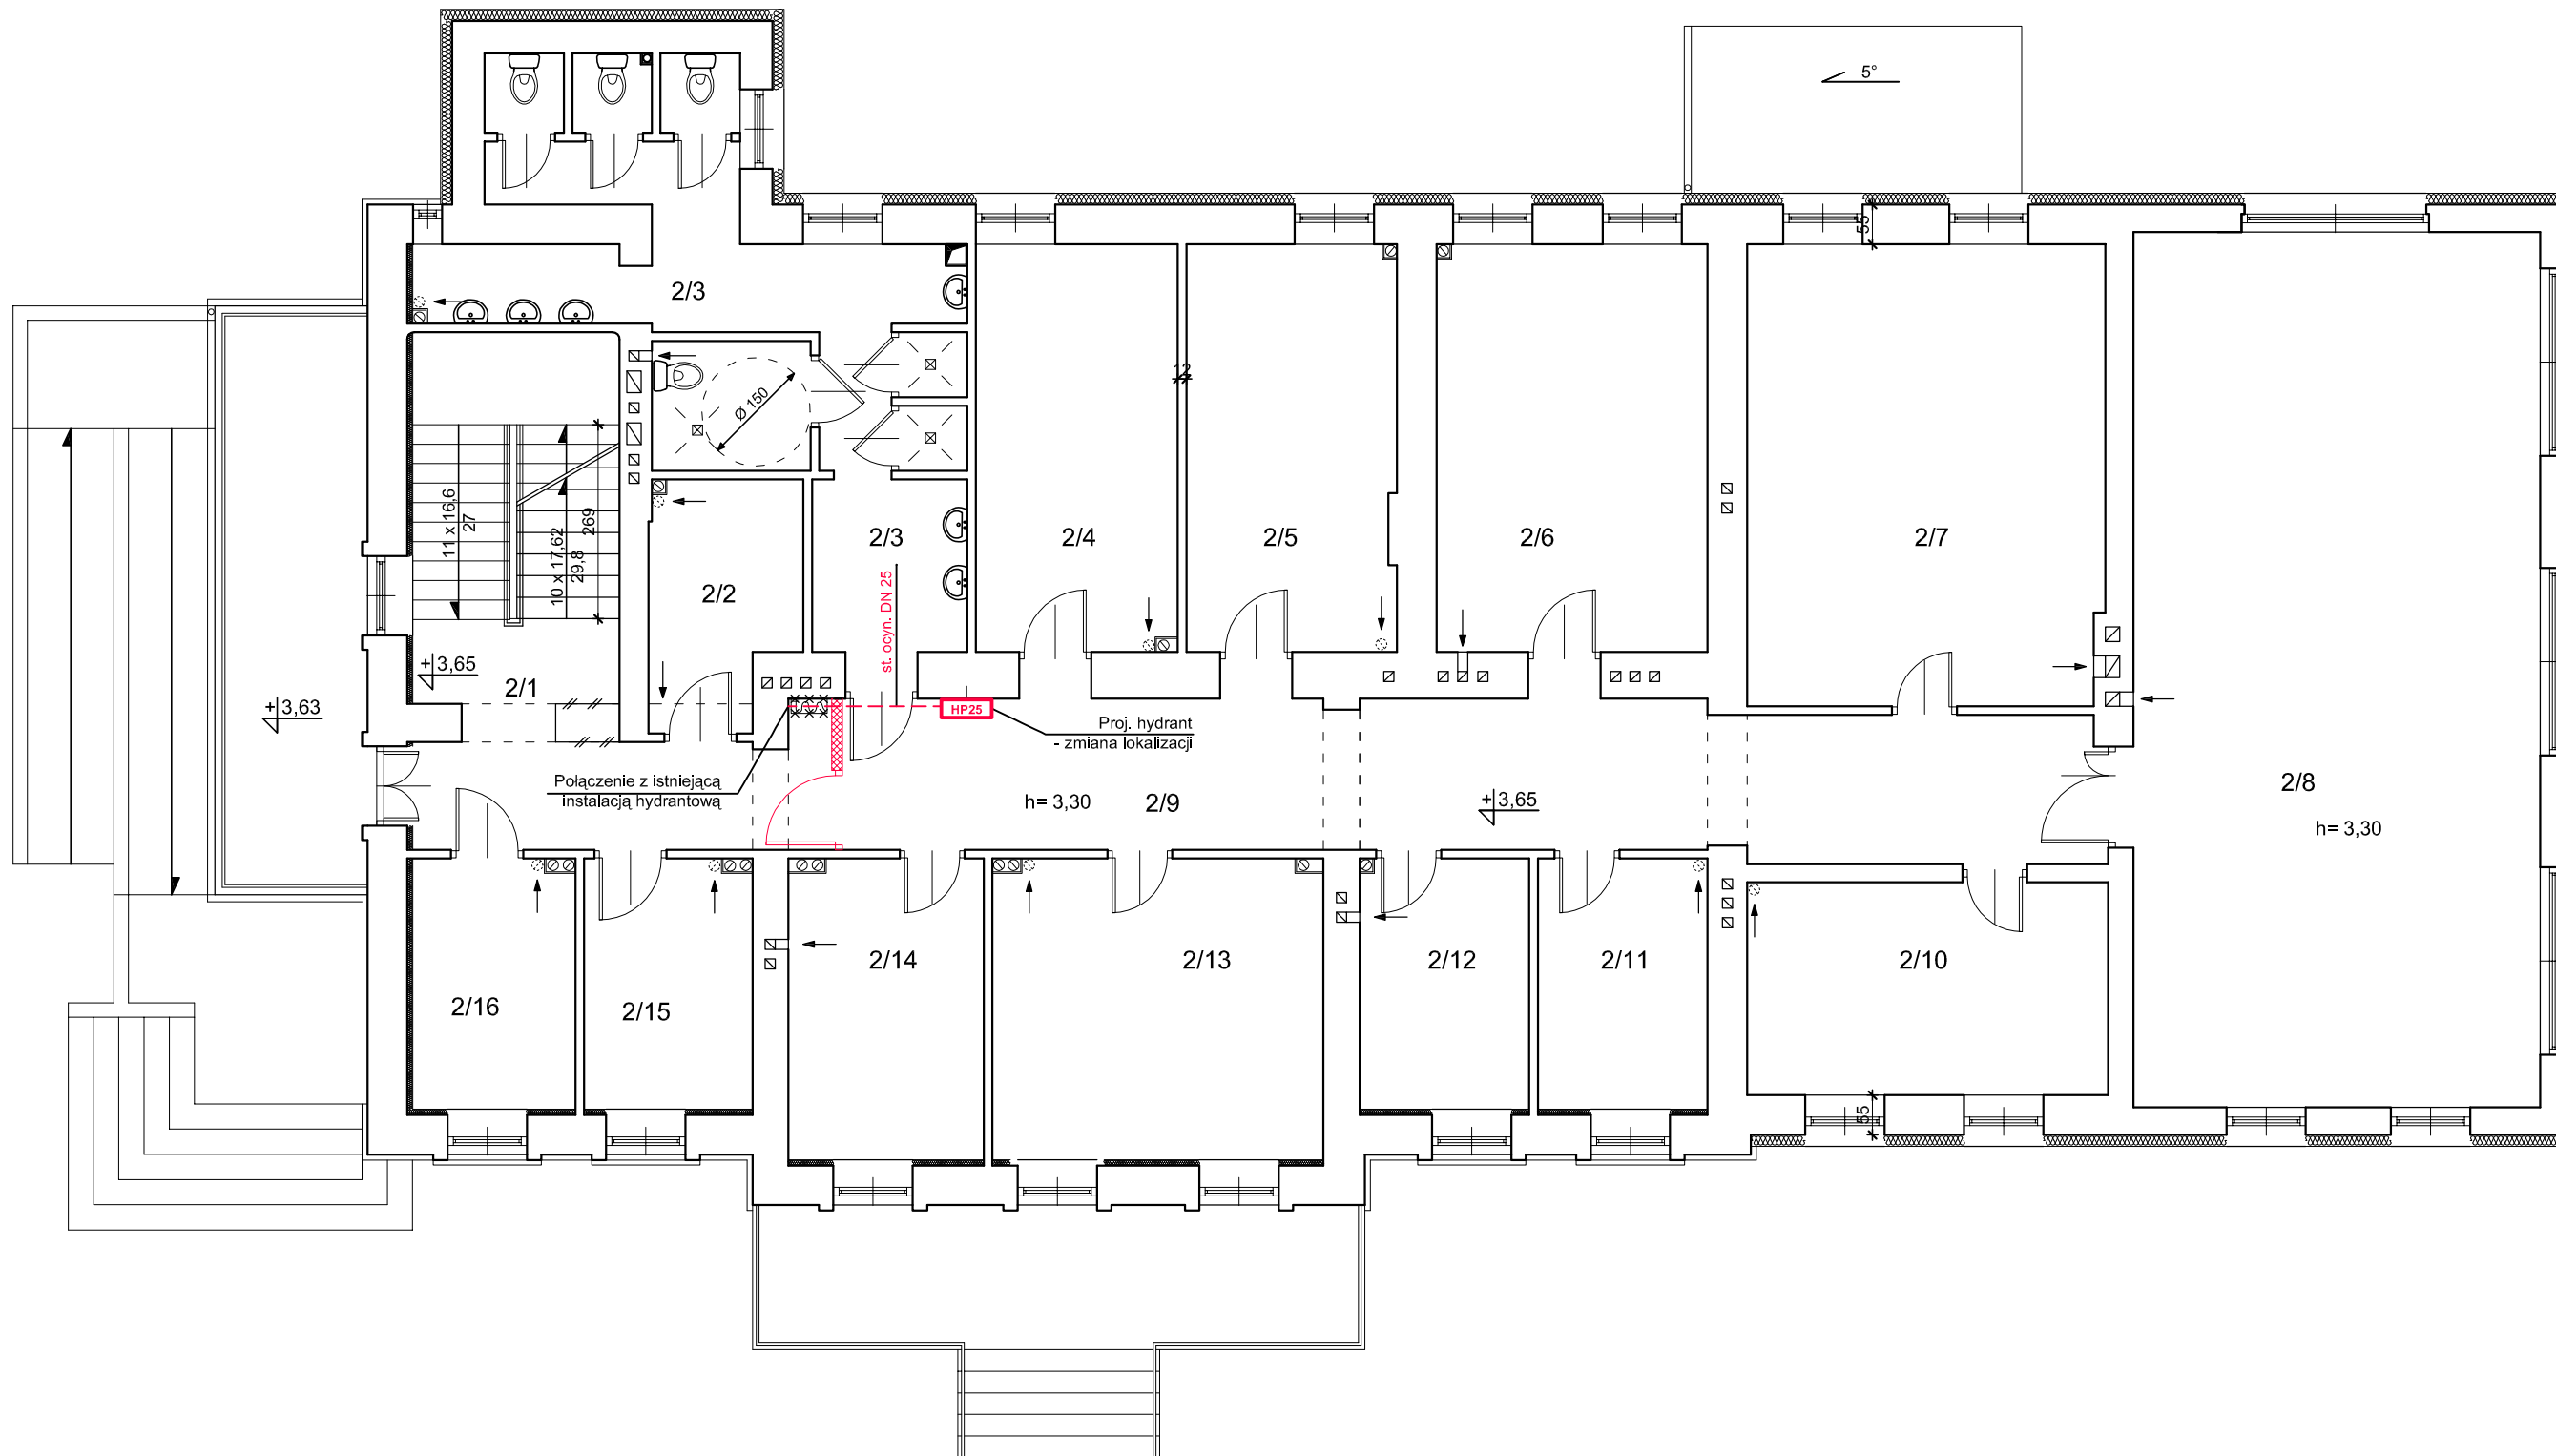 5°
55
2/3
12
Ø 150
11 x 16,6
27
10 x 17,62
29,8
269
2/3
2/4
2/5
2/6
2/7
2/2
st. ocyn. DN 25
+3,65
2/1
+3,63
HP25
Proj. hydrant
- zmiana lokalizacji
Połączenie z istniejącą
instalacją hydrantową
h= 3,30
2/9
+3,65
2/8
h= 3,30
2/16
2/15
2/14
2/13
2/12
2/11
2/10
55